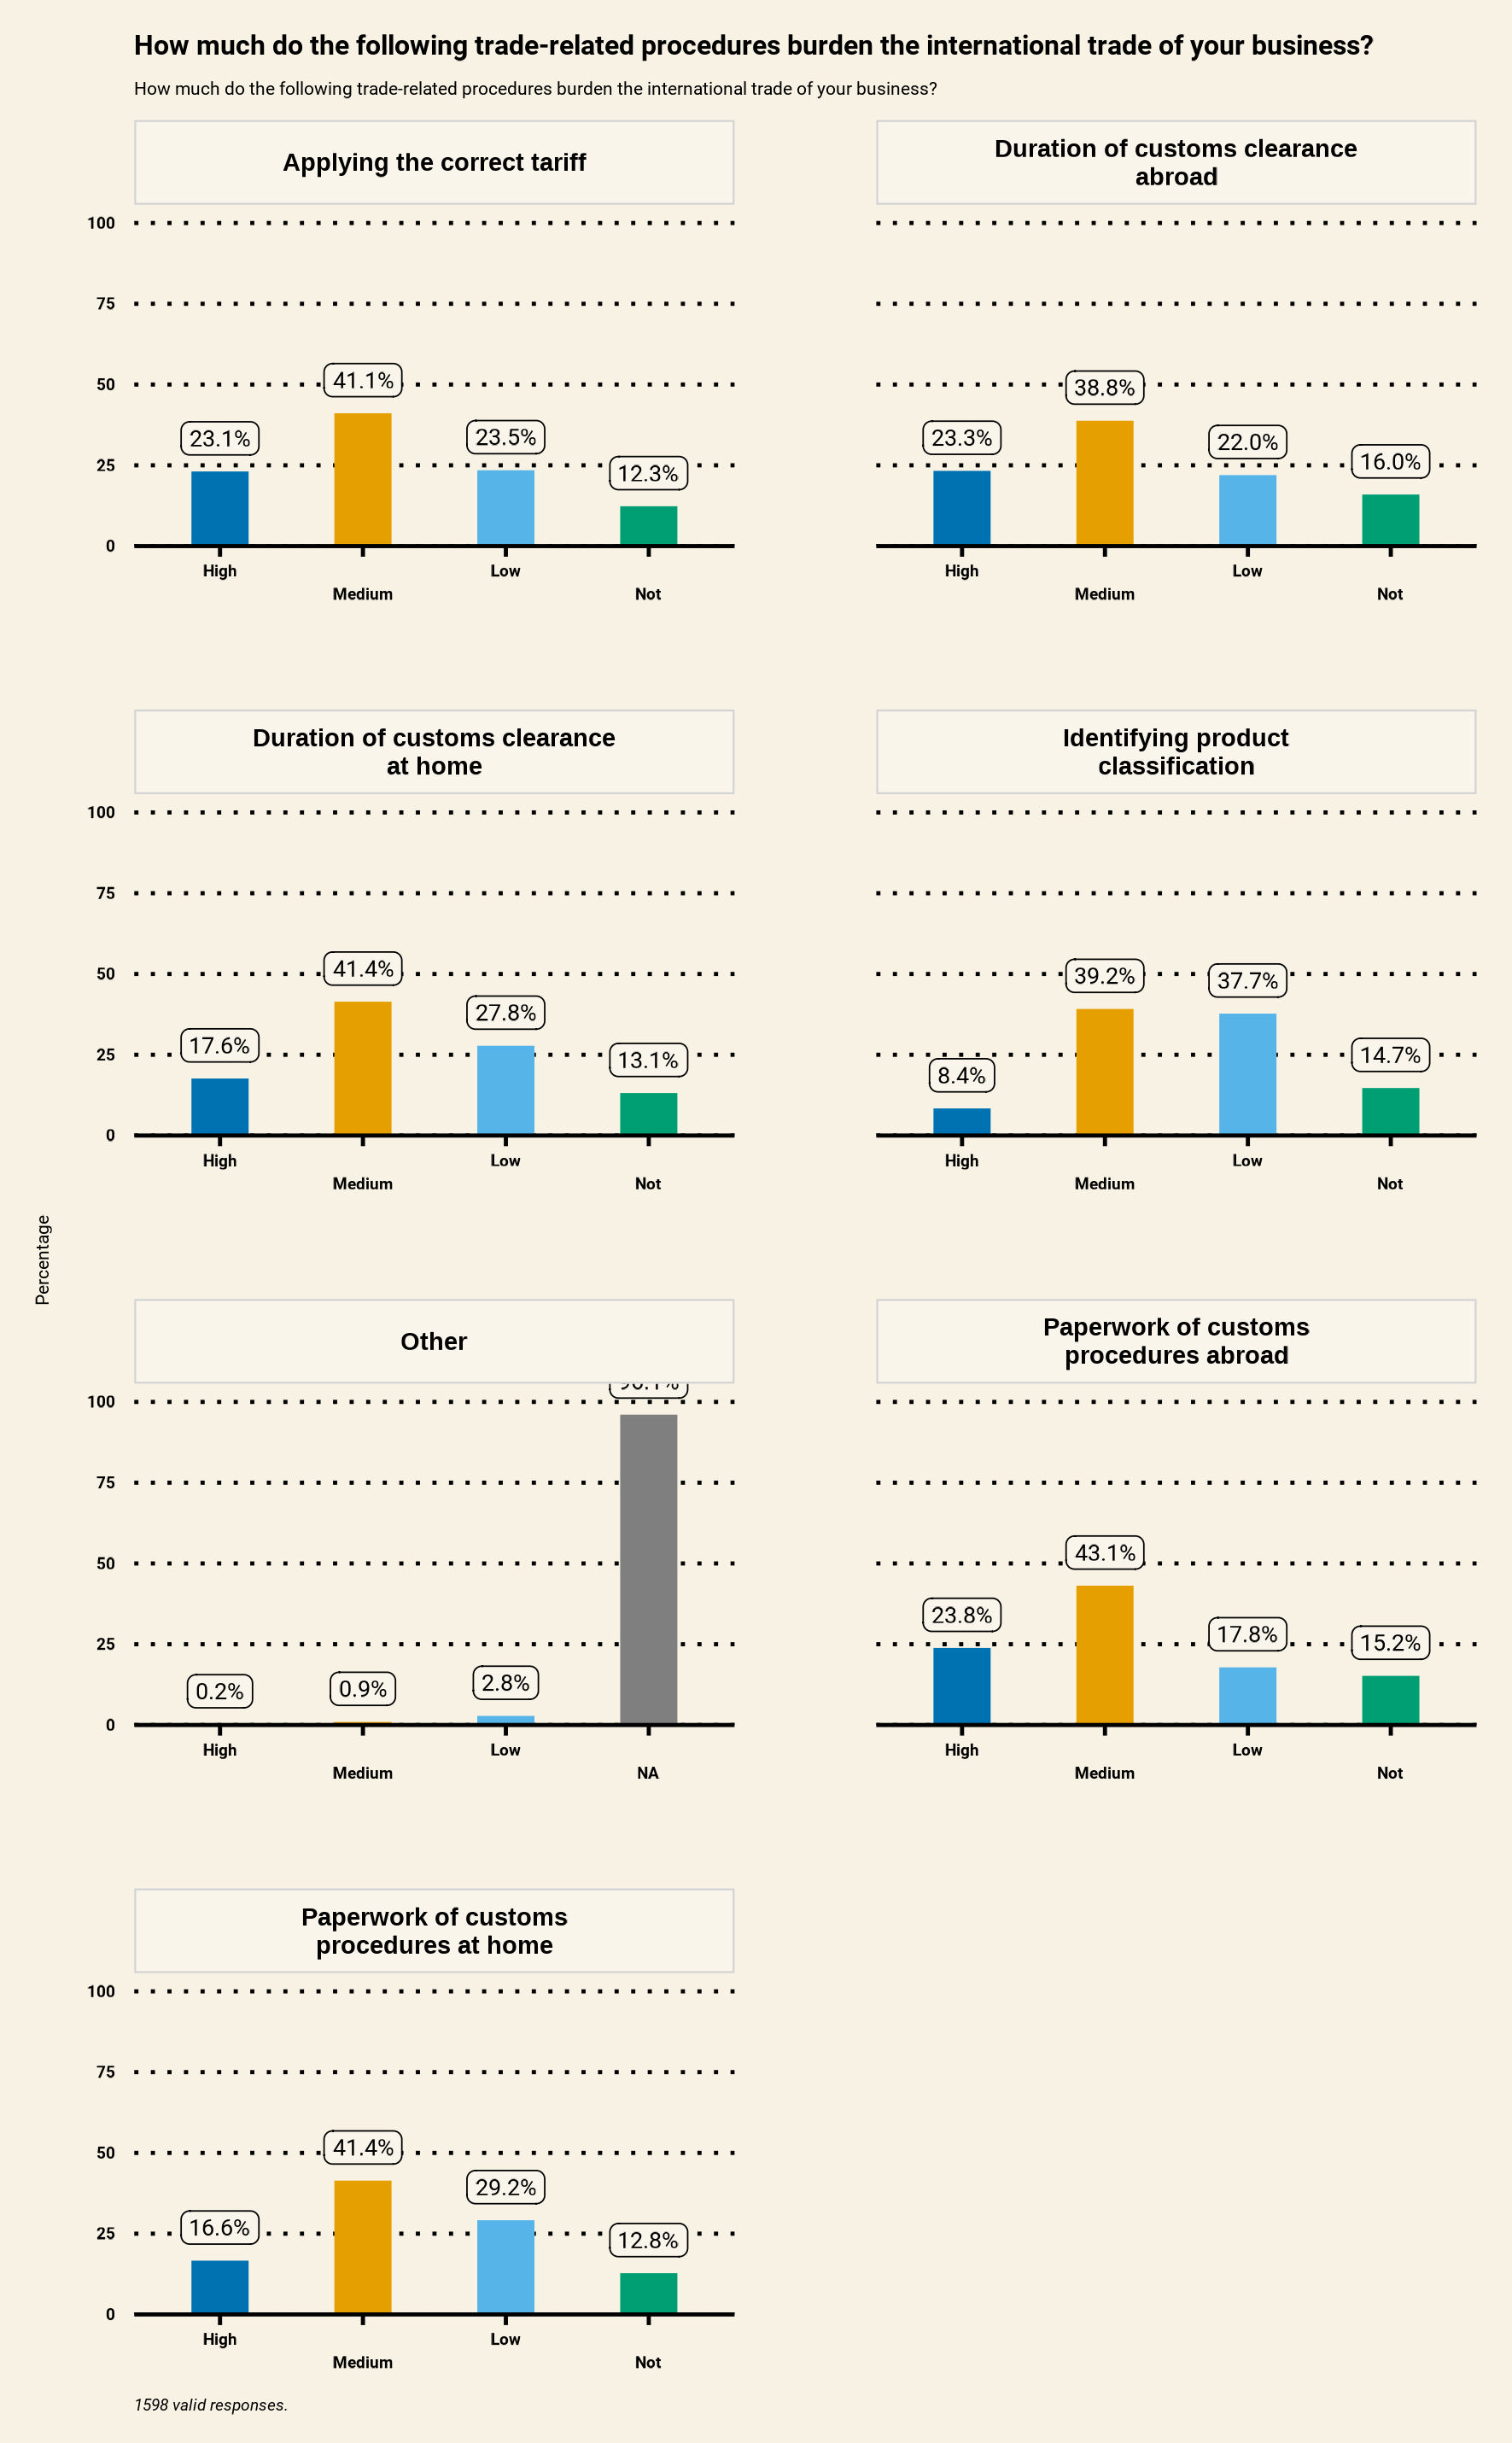 How much do the following trade-related procedures burden the international trade of your business?
How much do the following trade-related procedures burden the international trade of your business?
Applying the correct tariff
100
75
50
25
0
23.1%
41.1%
23.5%
12.3%
High
Medium
Low
Not
Duration of customs clearance
abroad
23.3%
38.8%
22.0%
16.0%
High
Medium
Low
Not
Duration of customs clearance
at home
100
75
50
25
0
17.6%
41.4%
27.8%
13.1%
High
Medium
Low
Not
Identifying product
classification
8.4%
39.2%
37.7%
14.7%
High
Medium
Low
Not
Percentage
Other
100
75
50
25
0
0.2%
0.9%
2.8%
High
Medium
Low
NA
Paperwork of customs
procedures abroad
23.8%
43.1%
17.8%
15.2%
High
Medium
Low
Not
Paperwork of customs
procedures at home
100
75
50
25
0
16.6%
41.4%
29.2%
12.8%
High
Medium
Low
Not
1598 valid responses.